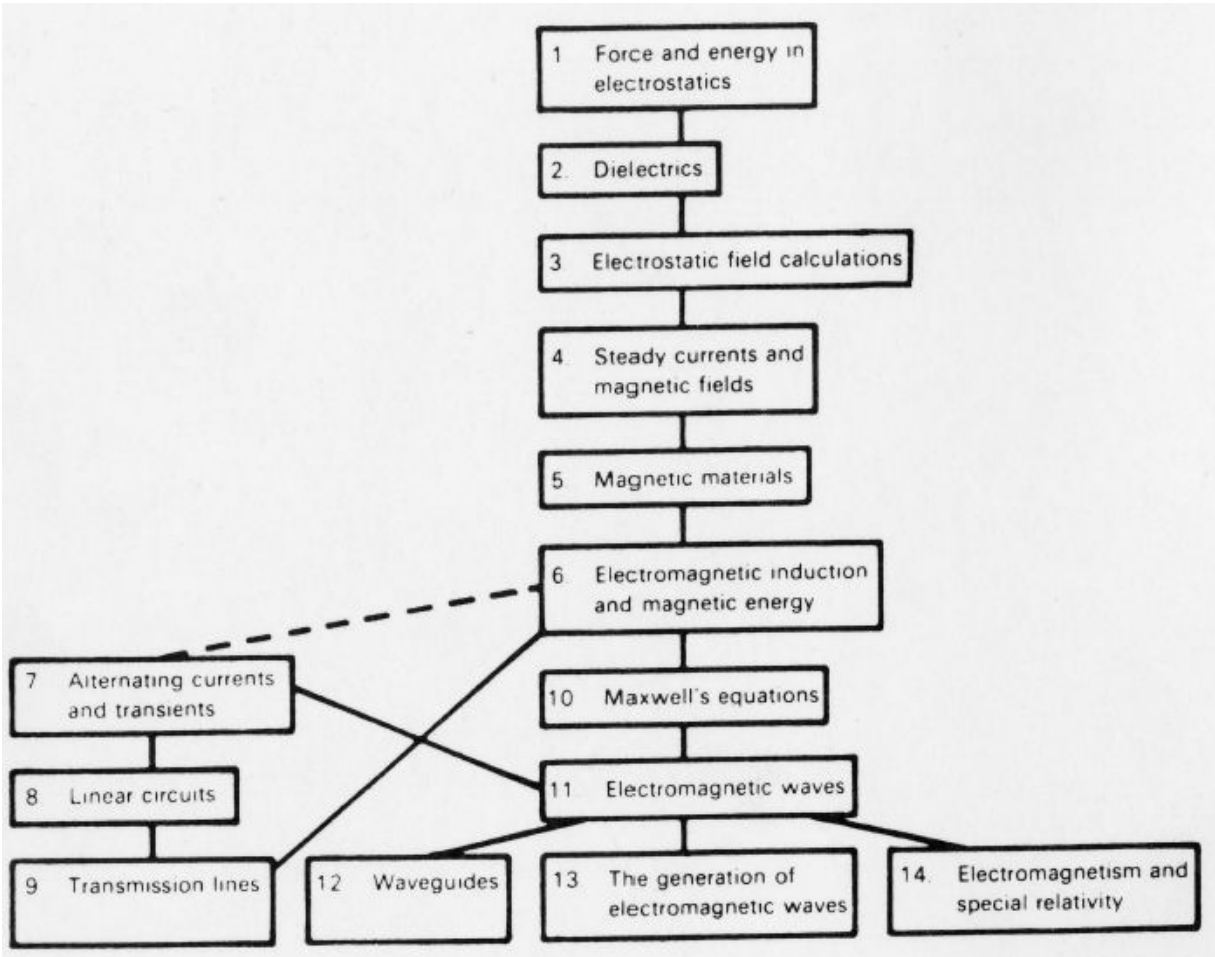 1 Force and energy in
electrostatics
2. Dielectrics
3 Electrostatic field calculations
4. Steady currents and
magnetic fields
5. Magnetic materials
6. Electromagnetic induction
and magnetic energy
7 Alternating currents
and transients
10 Maxwell's equations
8. Linear circuits
11. Electromagnetic waves
9 Transmission lines
12 Waveguides
13 The generation of
electromagnetic waves
14. Electromagnetism and
special relativity